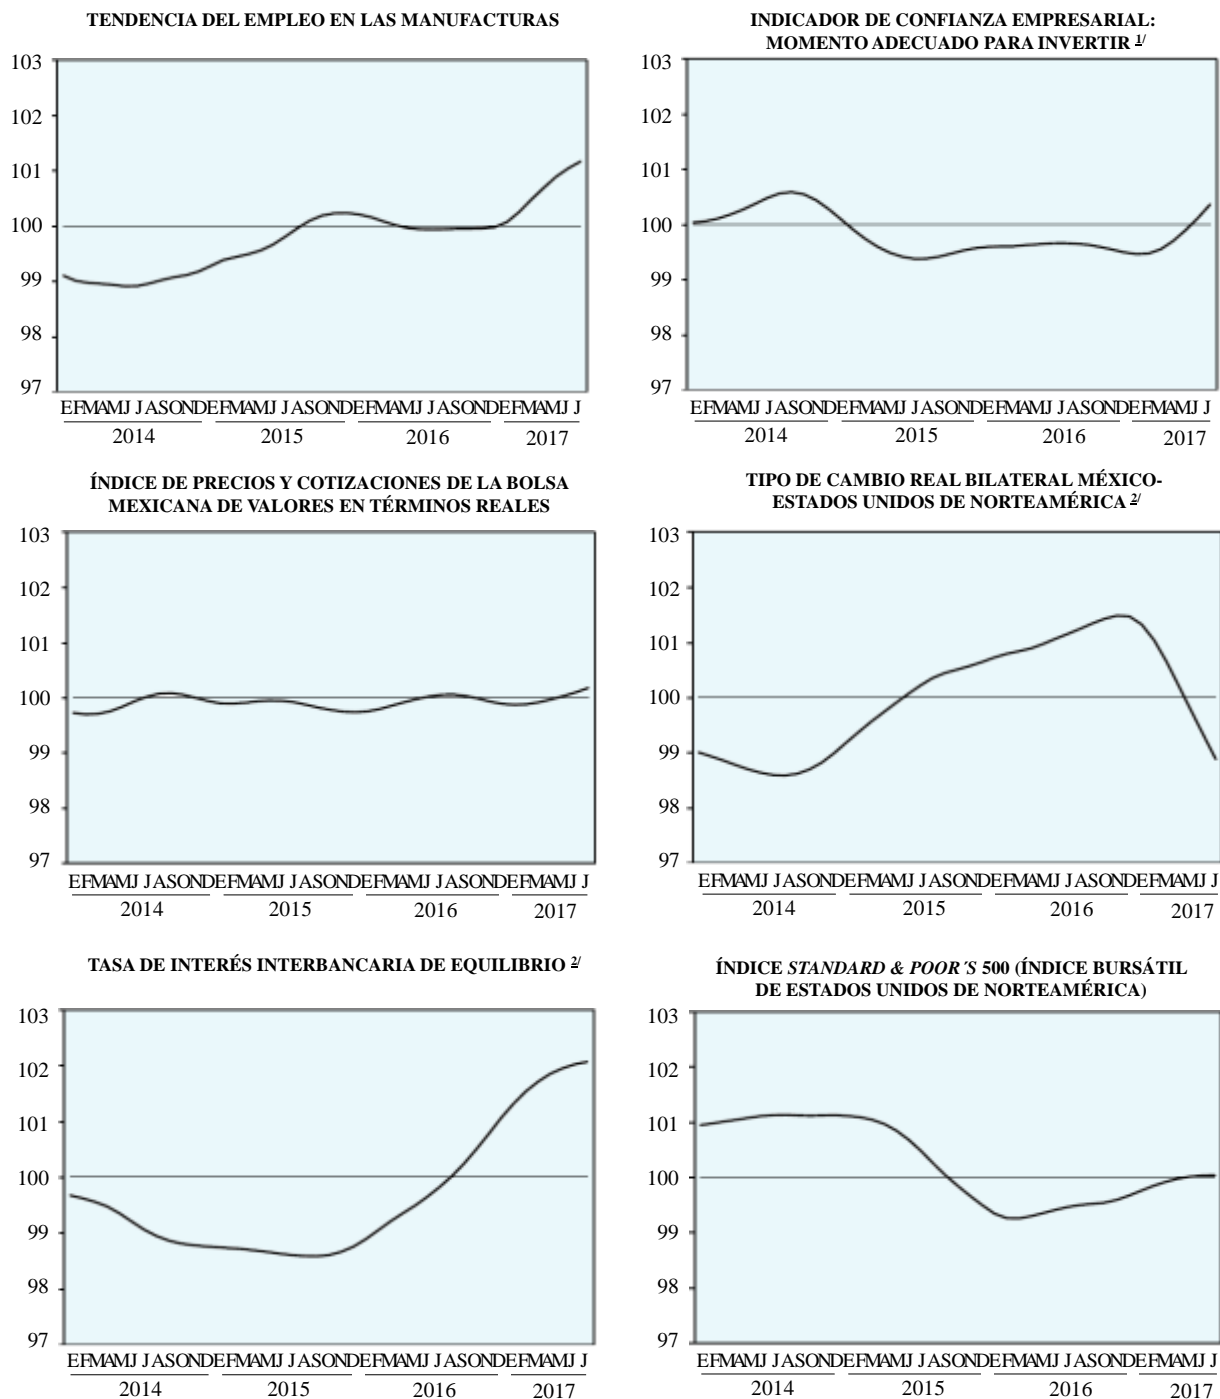 TENDENCIA DEL EMPLEO EN LAS MANUFACTURAS
103
102
101
100
99
98
97
EFMAMJ JASONDEFMAMJ JASONDEFMAMJ JASONDEFMAMJ J
2014 2015 2016 2017
INDICADOR DE CONFIANZA EMPRESARIAL:
MOMENTO ADECUADO PARA INVERTIR 1/
103
102
101
100
99
98
97
EFMAMJ JASONDEFMAMJ JASONDEFMAMJ JASONDEFMAMJ J
2014 2015 2016 2017
ÍNDICE DE PRECIOS Y COTIZACIONES DE LA BOLSA
MEXICANA DE VALORES EN TÉRMINOS REALES
103
102
101
100
99
98
97
EFMAMJ JASONDEFMAMJ JASONDEFMAMJ JASONDEFMAMJ J
2014 2015 2016 2017
TIPO DE CAMBIO REAL BILATERAL MÉXICO-
ESTADOS UNIDOS DE NORTEAMÉRICA 2/
103
102
101
100
99
98
97
EFMAMJ JASONDEFMAMJ JASONDEFMAMJ JASONDEFMAMJ J
2014 2015 2016 2017
TASA DE INTERÉS INTERBANCARIA DE EQUILIBRIO 2/
103
102
101
100
99
98
97
EFMAMJ JASONDEFMAMJ JASONDEFMAMJ JASONDEFMAMJ J
2014 2015 2016 2017
ÍNDICE STANDARD & POOR´S 500 (ÍNDICE BURSÁTIL
DE ESTADOS UNIDOS DE NORTEAMÉRICA)
103
102
101
100
99
98
97
EFMAMJ JASONDEFMAMJ JASONDEFMAMJ JASONDEFMAMJ J
2014 2015 2016 2017